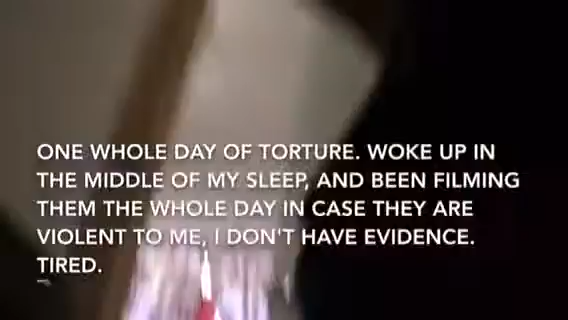 ONE WHOLE DAY OF TORTURE. WOKE UP IN
THE MIDDLE OF MY SLEEP, AND BEEN FILMING
THEM THE WHOLE DAY IN CASE THEY ARE
VIOLENT TO ME, I DON'T HAVE EVIDENCE.
TIRED.